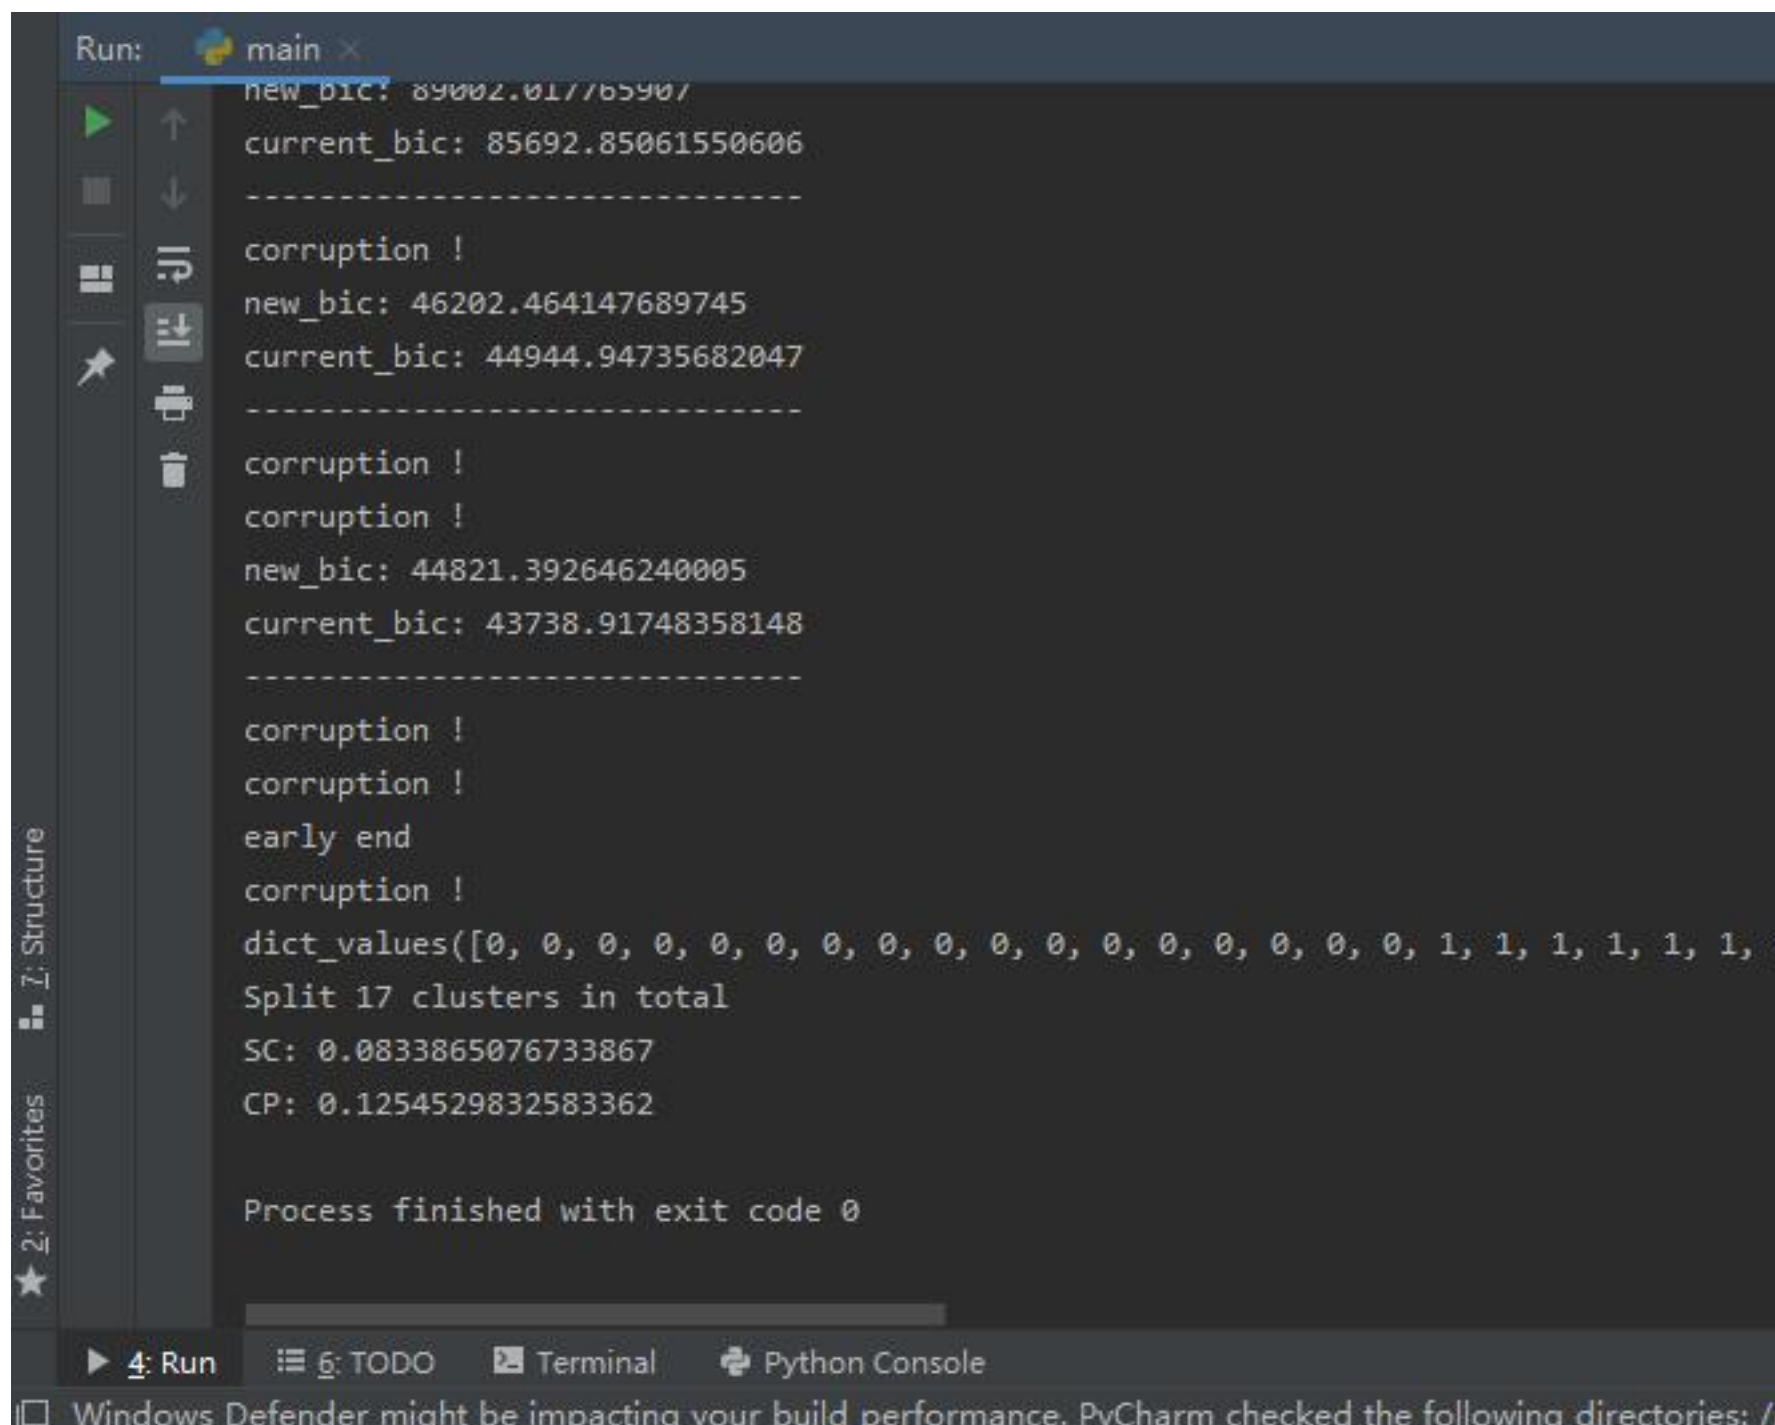 Run: main
new_bic: 89002.017765907
current_bic: 85692.85061550606
------------------------------
corruption !
new_bic: 46202.464147689745
current_bic: 44944.94735682047
------------------------------
corruption !
corruption !
new_bic: 44821.392646240005
current_bic: 43738.91748358148
------------------------------
corruption !
corruption !
early end
corruption !
dict_values([0, 0, 0, 0, 0, 0, 0, 0, 0, 0, 0, 0, 0, 0, 0, 0, 0, 1, 1, 1, 1, 1, 1,
Split 17 clusters in total
SC: 0.0833865076733867
CP: 0.1254529832583362
Process finished with exit code 0
7: Structure
2: Favorites
4: Run 6: TODO Terminal Python Console
Windows Defender might be impacting your build performance. PyCharm checked the following directories: /